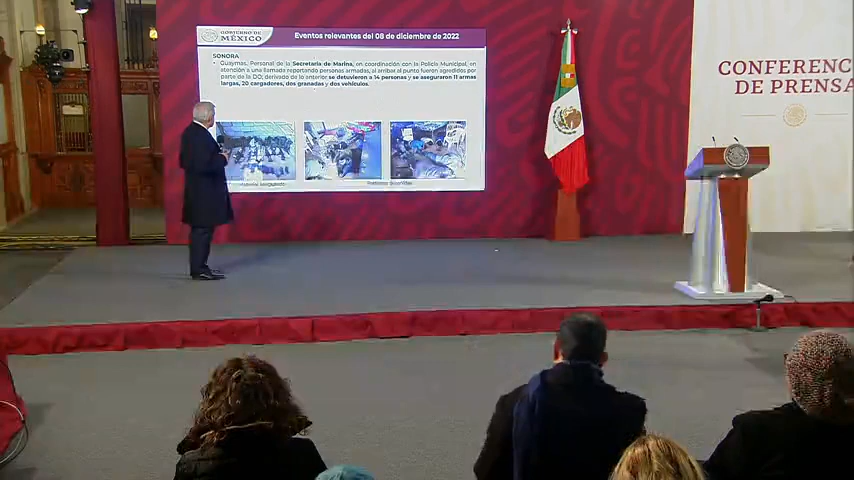 GOBIERNO DE
MÉXICO
Eventos relevantes del 08 de diciembre de 2022
SONORA
• Guaymas, Personal de la Secretaría de Marina, en coordinación con la Policía Municipal, en
atención a una llamada reportando personas armadas, al arribar al punto fueron agredidos por
parte de la DO; derivado de lo anterior se detuvieron a 14 personas y se aseguraron 11 armas
largas, 20 cargadores, dos granadas y dos vehículos.
CONFERENC
DE PRENSA